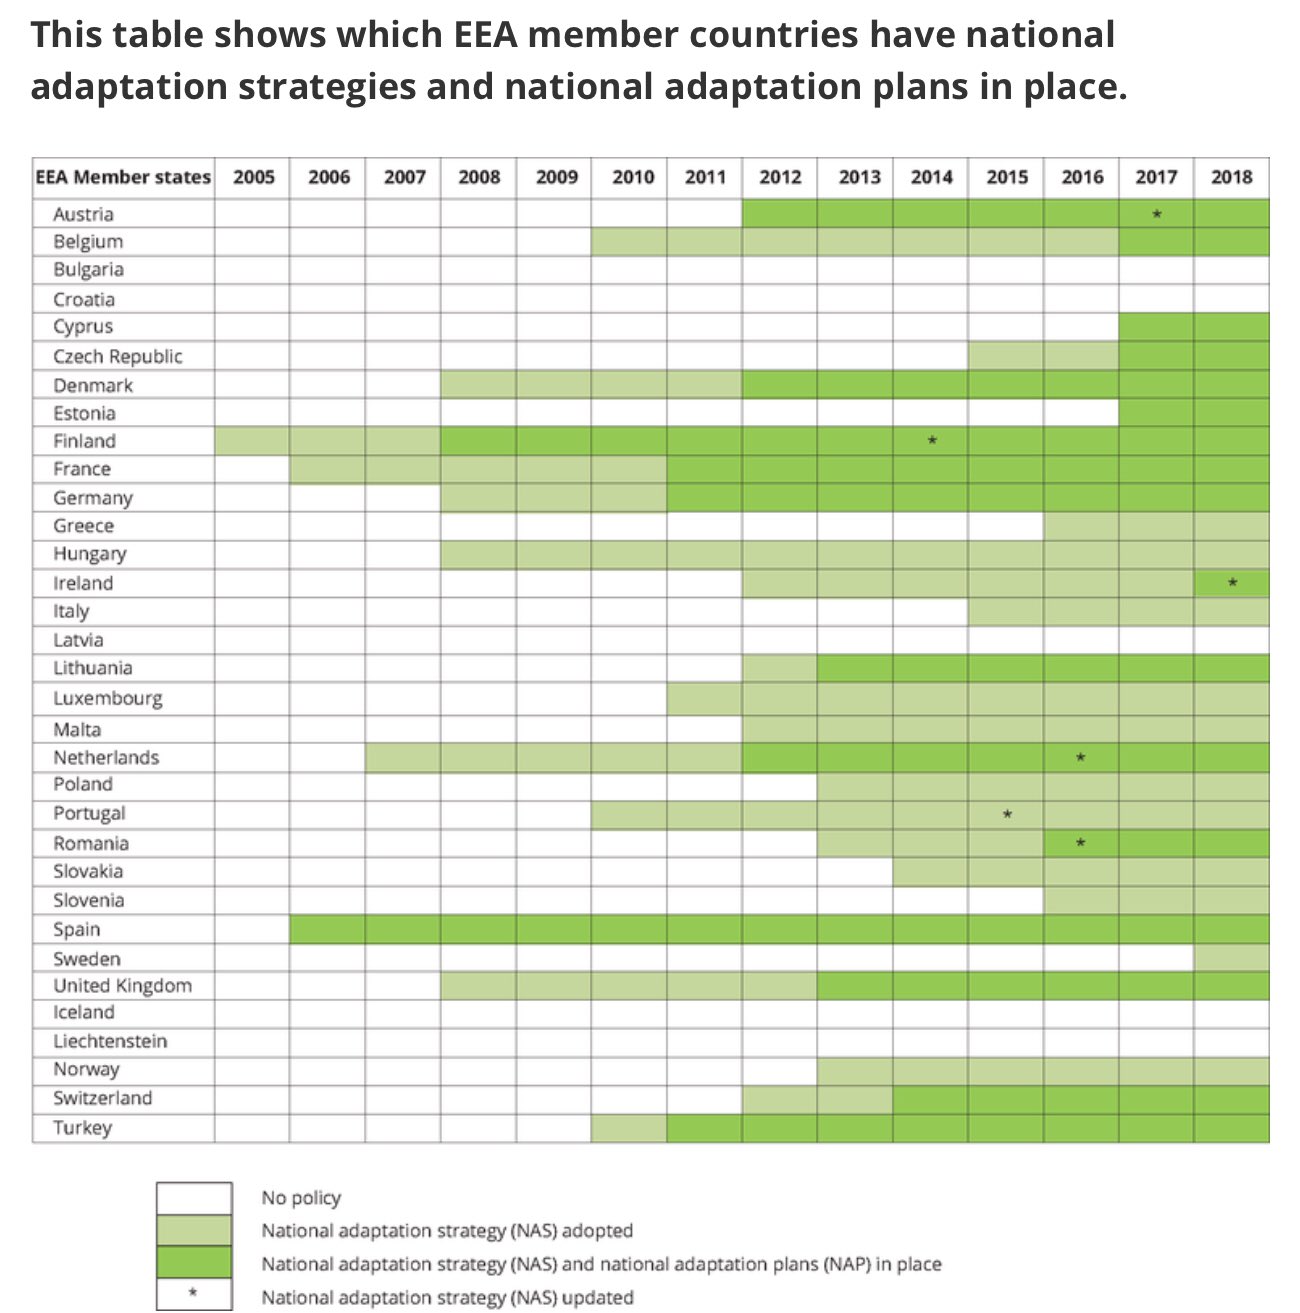 This table shows which EEA member countries have national
adaptation strategies and national adaptation plans in place.
EEA Member states 2005 2006 2007 2008 2009 2010 2011 2012 2013 2014 2015 2016 2017 2018
Austria *
Belgium
Bulgaria
Croatia
Cyprus
Czech Republic
Denmark
Estonia
Finland *
France
Germany
Greece
Hungary
Ireland *
Italy
Latvia
Lithuania
Luxembourg
Malta
Netherlands *
Poland
Portugal *
Romania *
Slovakia
Slovenia
Spain
Sweden
United Kingdom
Iceland
Liechtenstein
Norway
Switzerland
Turkey
No policy
National adaptation strategy (NAS) adopted
National adaptation strategy (NAS) and national adaptation plans (NAP) in place
* National adaptation strategy (NAS) updated